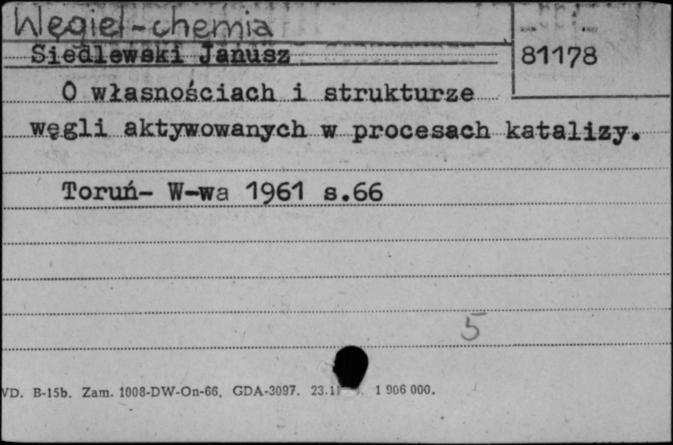 Węgiel-chemia
Siedlewski Janusz
81178
O własnościach i strukturze
węgli aktywowanych w procesach katalizy.
Toruń- W-wa 1961 s.66
5
VD. B-15b. Zam. 1008-DW-On-66. GDA-3097. 1 906 000.